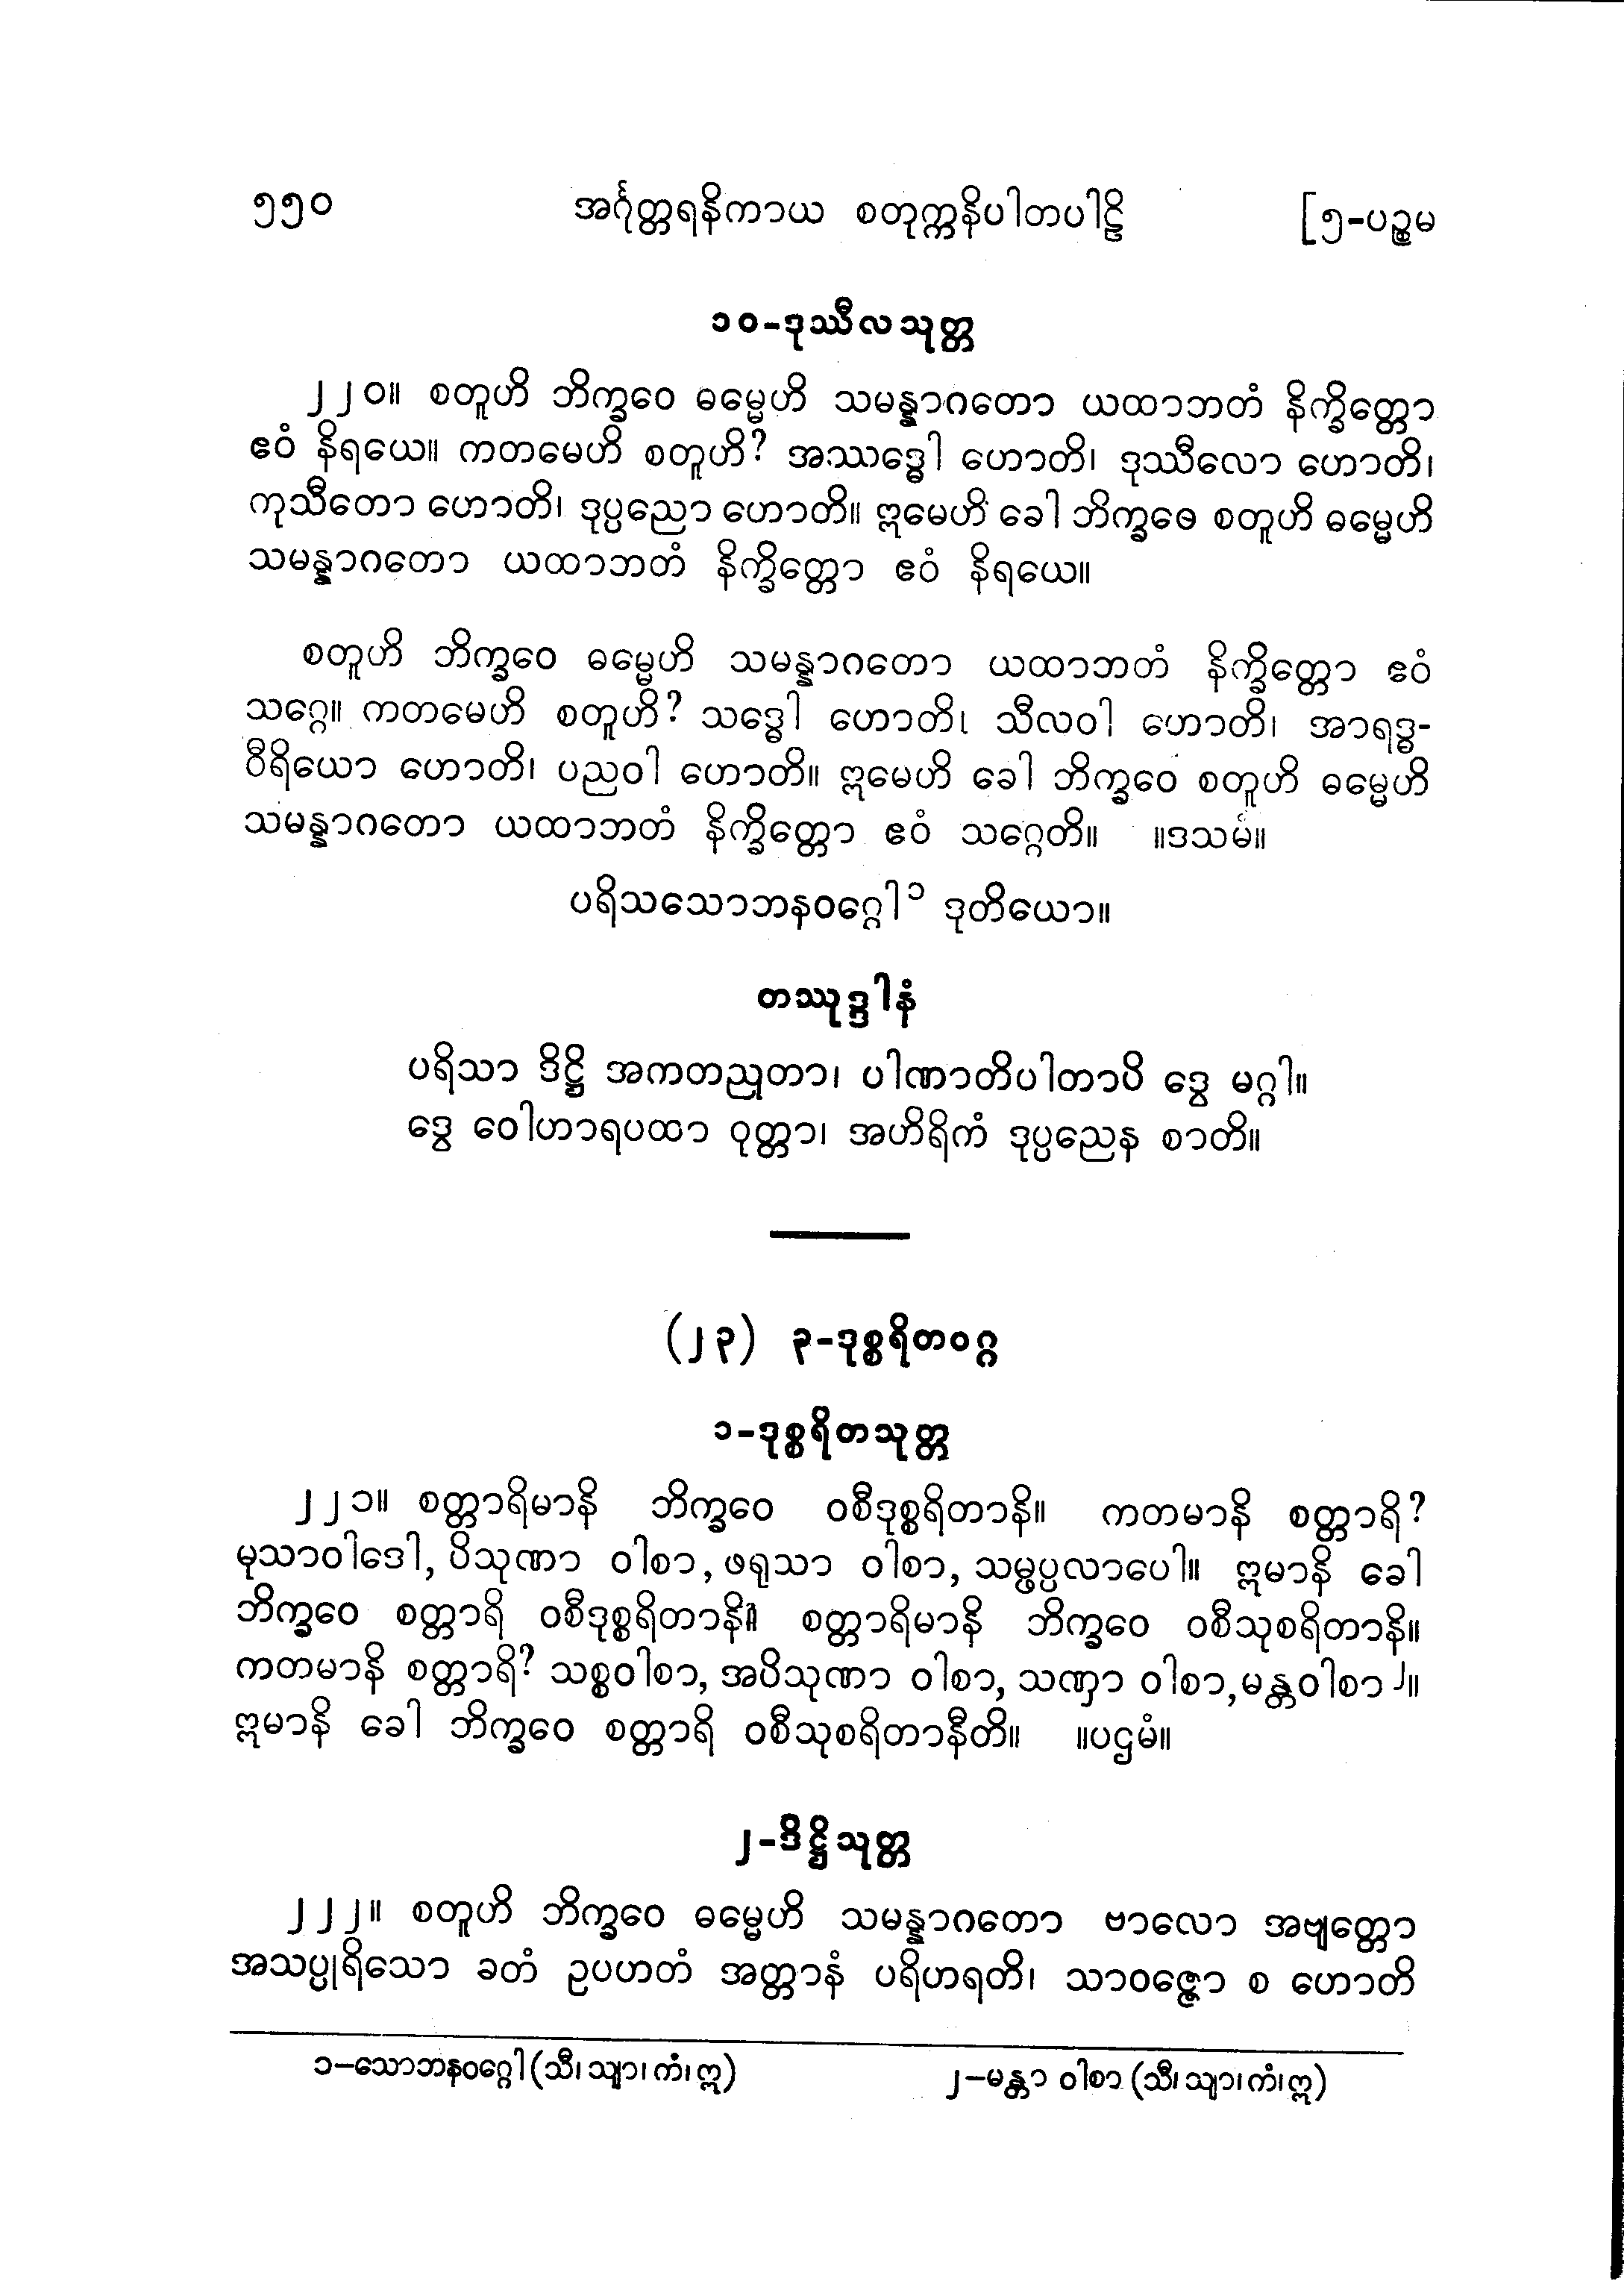 ၅၅၀ အင်္ဂုတ္တရနိကာယ စတုက္ကနိပါတပါဠိ [၅-ပဉ္စမ
၁၀-ဒုဿီလသုတ္တ
၂၂၀။ စတူဟိ ဘိက္ခဝေ ဓမ္မေဟိ သမန္နာဂတော ယထာဘတံ နိက္ခိတ္တော
ဧဝံ နိရယေ။ ကတမေဟိ စတူဟိ? အဿဒ္ဓေါ ဟောတိ၊ ဒုဿီလော ဟောတိ၊
ကုသီတော ဟောတိ၊ ဒုပ္ပညော ဟောတိ။ ဣမေဟိ ခေါ ဘိက္ခဝေ စတူဟိ ဓမ္မေဟိ
သမန္နာဂတော ယထာဘတံ နိက္ခိတ္တော ဧဝံ နိရယေ။
စတူဟိ ဘိက္ခဝေ ဓမ္မေဟိ သမန္နာဂတော ယထာဘတံ နိက္ခိတ္တော ဧဝံ
သဂ္ဂေ။ ကတမေဟိ စတူဟိ? သဒ္ဓေါ ဟောတိ၊ သီလဝါ ဟောတိ၊ အာရဒ္ဓ-
ဝီရိယော ဟောတိ၊ ပညဝါ ဟောတိ။ ဣမေဟိ ခေါ ဘိက္ခဝေ စတူဟိ ဓမ္မေဟိ
သမန္နာဂတော ယထာဘတံ နိက္ခိတ္တော ဧဝံ သဂ္ဂေတိ။ ။ဒသမံ။
ပရိသသောဘနဝဂ္ဂေါ၁ ဒုတိယော။
တဿုဒ္ဒါနံ
ပရိသာ ဒိဋ္ဌိ အကတညုတာ၊ ပါဏာတိပါတာပိ ဒွေ မဂ္ဂါ။
ဒွေ ဝေါဟာရပထာ ဝုတ္တာ၊ အဟိရိကံ ဒုပ္ပညေန စာတိ။
(၂၃) ၃-ဒုစ္စရိတဝဂ္ဂ
၁-ဒုစ္စရိတသုတ္တ
၂၂၁။ စတ္တာရိမာနိ ဘိက္ခဝေ ဝစီဒုစ္စရိတာနိ။ ကတမာနိ စတ္တာရိ?
မုသာဝါဒေါ, ပိသုဏာ ဝါစာ, ဖရုသာ ဝါစာ, သမ္ဖပ္ပလာပေါ။ ဣမာနိ ခေါ
ဘိက္ခဝေ စတ္တာရိ ဝစီဒုစ္စရိတာနိ။ စတ္တာရိမာနိ ဘိက္ခဝေ ဝစီသုစရိတာနိ။
ကတမာနိ စတ္တာရိ? သစ္စဝါစာ, အပိသုဏာ ဝါစာ, သဏှာ ဝါစာ, မန္တဝါစာ၂။
ဣမာနိ ခေါ ဘိက္ခဝေ စတ္တာရိ ဝစီသုစရိတာနီတိ။ ။ပဌမံ။
၂-ဒိဋ္ဌိသုတ္တ
၂၂၂။ စတူဟိ ဘိက္ခဝေ ဓမ္မေဟိ သမန္နာဂတော ဗာလော အဗျတ္တော
အသပ္ပုရိသော ခတံ ဥပဟတံ အတ္တာနံ ပရိဟရတိ၊ သာဝဇ္ဇော စ ဟောတိ
၁–သောဘနဝဂ္ဂေါ (သီ၊ သျာ၊ ကံ၊ ဣ) ၂–မန္တာ ဝါစာ (သီ၊ သျာ၊ ကံ၊ ဣ)